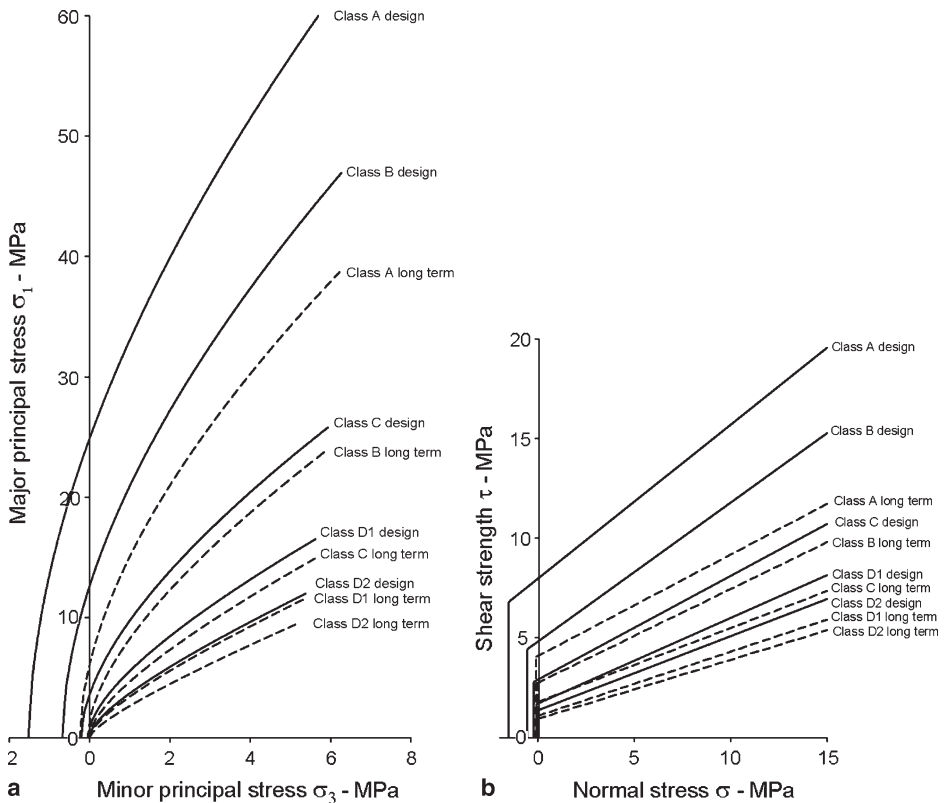 60
50
40
30
20
10
0
2
0
2
4
6
8
Major principal stress σ1 - MPa
Minor principal stress σ3 - MPa
Class A design
Class B design
Class A long term
Class C design
Class B long term
Class D1 design
Class C long term
Class D2 design
Class D1 long term
Class D2 long term
a
20
15
10
5
0
0
5
10
15
Shear strength τ - MPa
Normal stress σ - MPa
Class A design
Class B design
Class A long term
Class C design
Class B long term
Class D1 design
Class C long term
Class D2 design
Class D1 long term
Class D2 long term
b